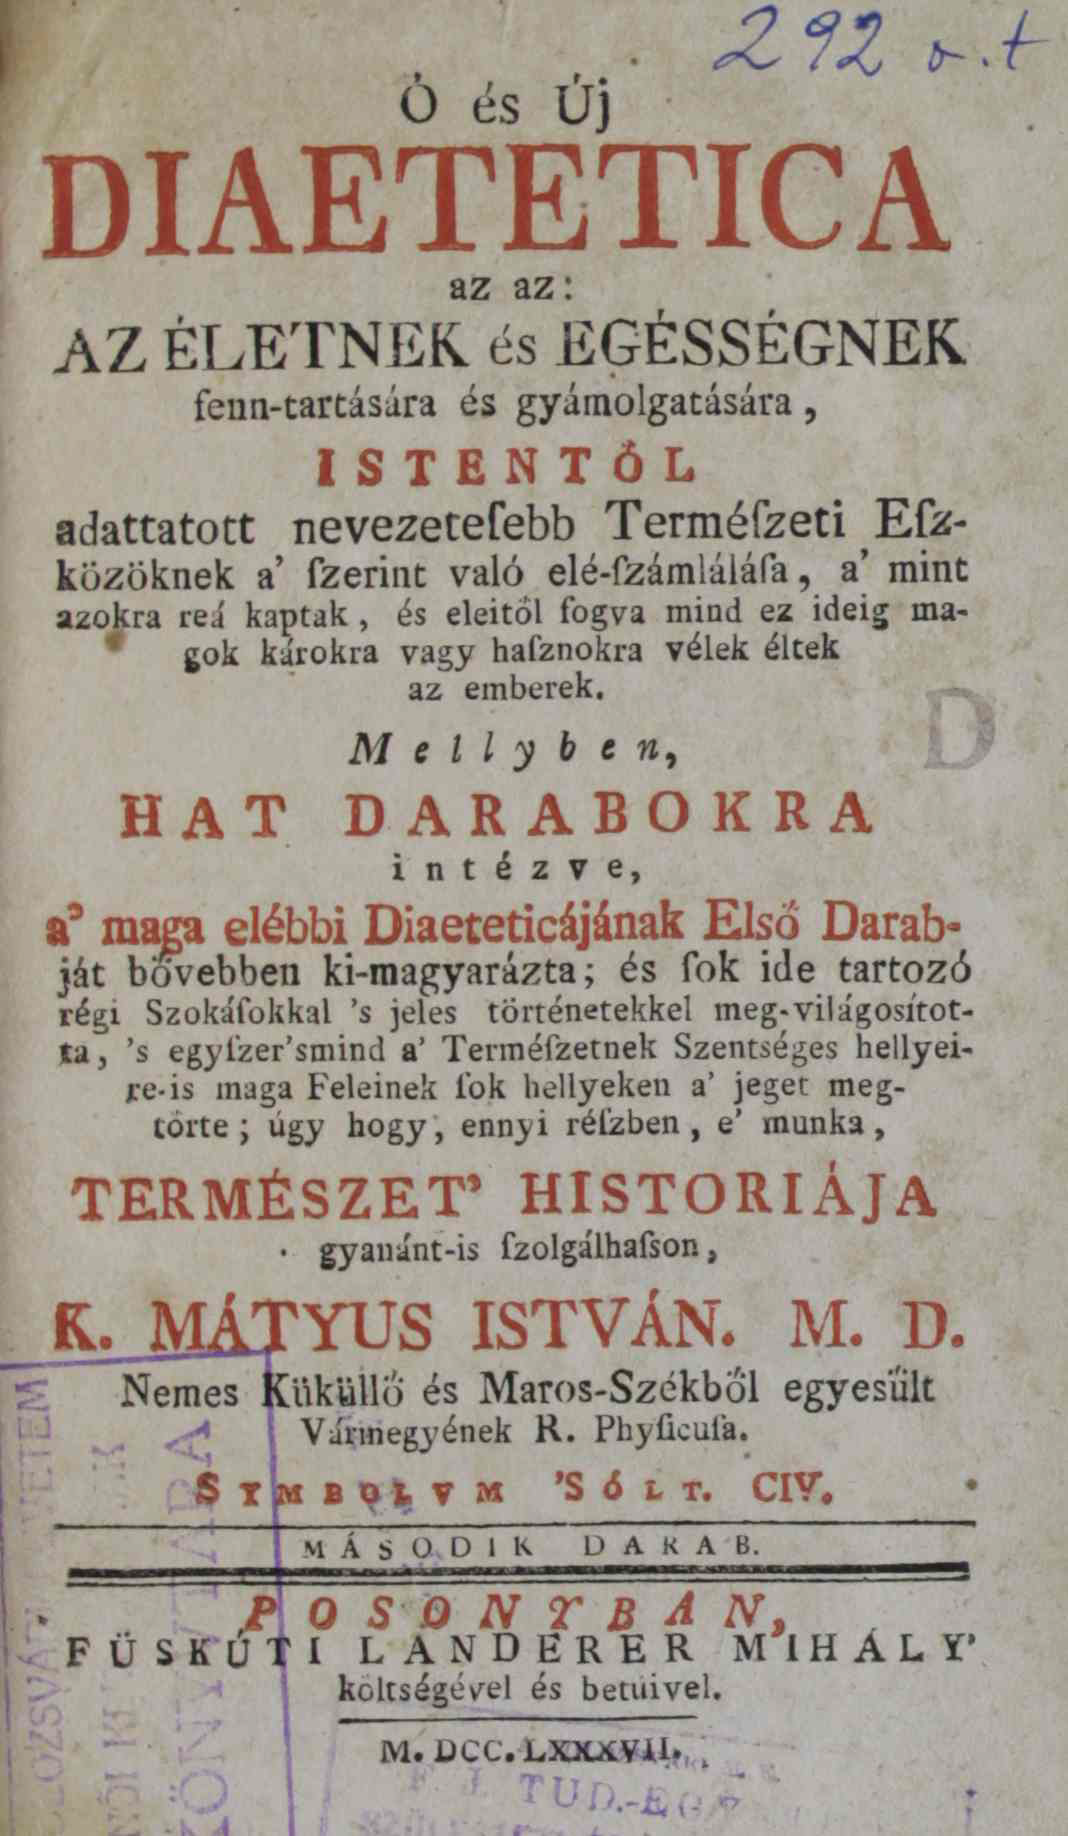 292 o.t
Ó és Új
DIAETETICA
az az:
AZ ÉLETNEK és EGÉSSÉGNEK
fenn-tartására és gyámolgatására,
ISTENTŐL
adattatott nevezeteſebb Terméſzeti Eſz-
közöknek a’ ſzerint való elé-ſzámláláſa, a’ mint
azokra reá kaptak, és eleitől fogva mind ez ideig ma-
gok károkra vagy haſznokra vélek éltek
az emberek.
Mellyben,
HAT DARABOKRA
intézve,
a’ maga elébbi Diaeteticájának Első Darab-
ját bővebben ki-magyarázta; és ſok ide tartozó
régi Szokáſokkal ’s jeles történetekkel meg-világosítot-
ta, ’s egyſzer’smind a’ Terméſzetnek Szentséges hellyei-
re-is maga Feleinek ſok hellyeken a’ jeget meg-
törte; úgy hogy, ennyi réſzben, e’ munka,
TERMÉSZET’ HISTORIÁJA
gyanánt-is ſzolgálhaſson,
K. MÁTYUS ISTVÁN. M. D.
Nemes Küküllő és Maros-Székből egyesűlt
Vármegyének R. Phyſicuſa.
SYMBOLVM ’SÓLT. CIV.
MÁSODIK DARAB.
POSONYBAN,
FÜSKÚTI LANDERER MIHÁLY’
költségével és betűivel.
M. DCC. LXXXVII.
D
TUD.-EG